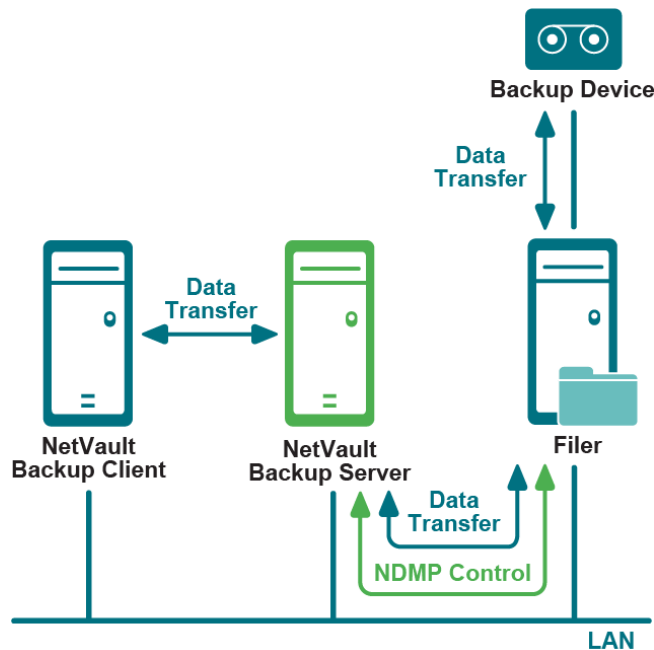 Backup Device
Data
Transfer
Data
Transfer
NetVault
Backup Client
NetVault
Backup Server
Filer
Data
Transfer
NDMP Control
LAN